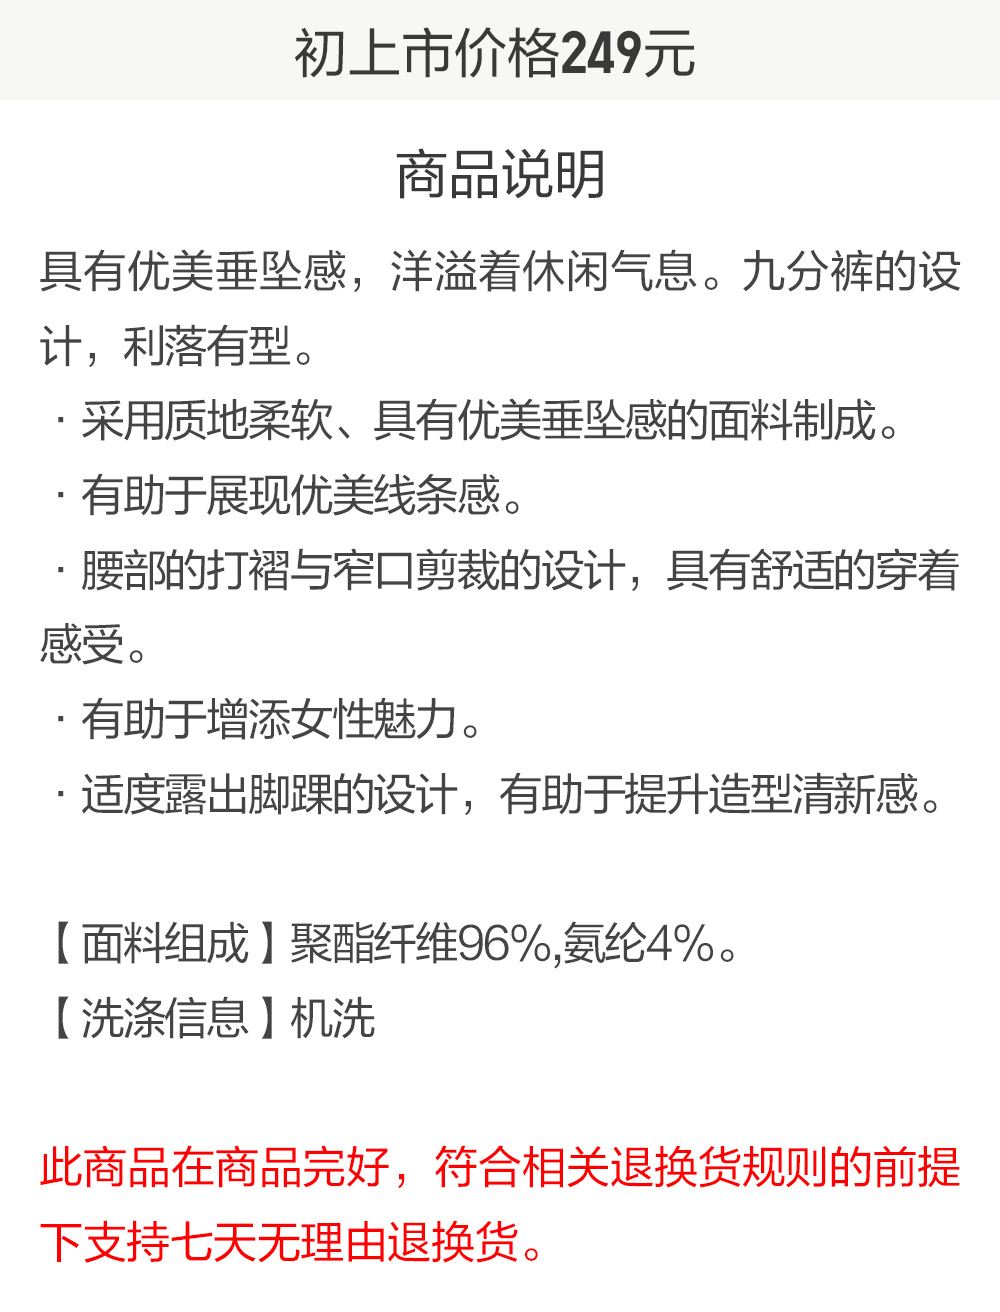 初上市价格249元
商品说明
具有优美垂坠感，洋溢着休闲气息。九分裤的设
计，利落有型。
·采用质地柔软、具有优美垂坠感的面料制成。
·有助于展现优美线条感。
·腰部的打褶与窄口剪裁的设计，具有舒适的穿着
感受。
·有助于增添女性魅力。
·适度露出脚踝的设计，有助于提升造型清新感。
【面料组成】聚酯纤维96%,氨纶4%。
【洗涤信息】机洗
此商品在商品完好，符合相关退换货规则的前提
下支持七天无理由退换货。